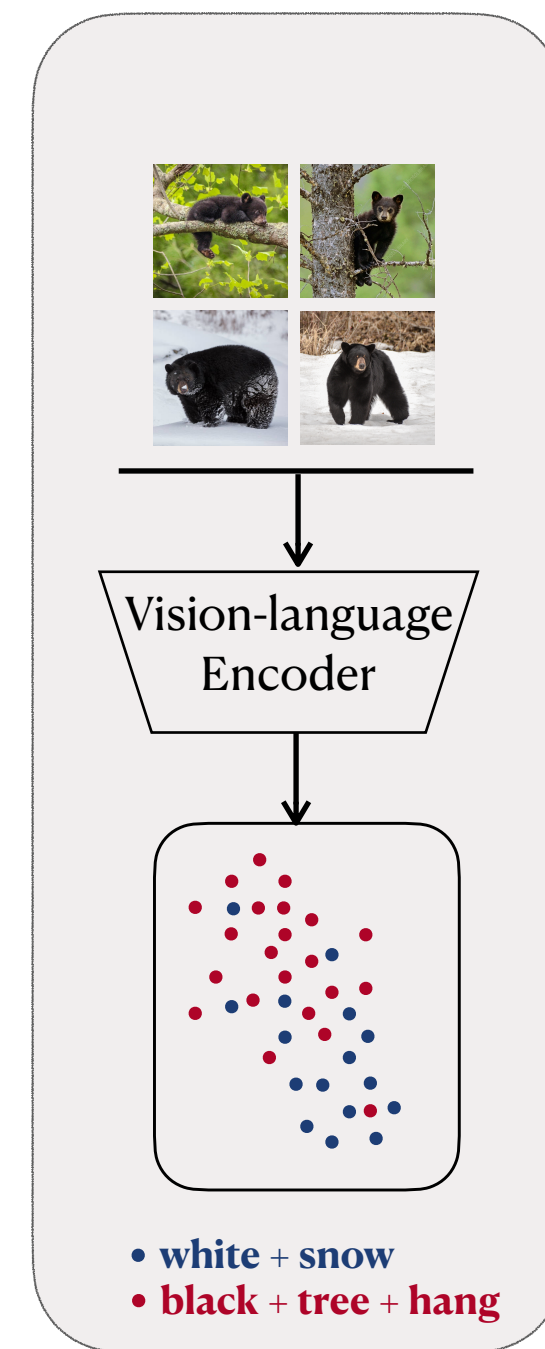 Vision-language
Encoder
• white + snow
• black + tree + hang